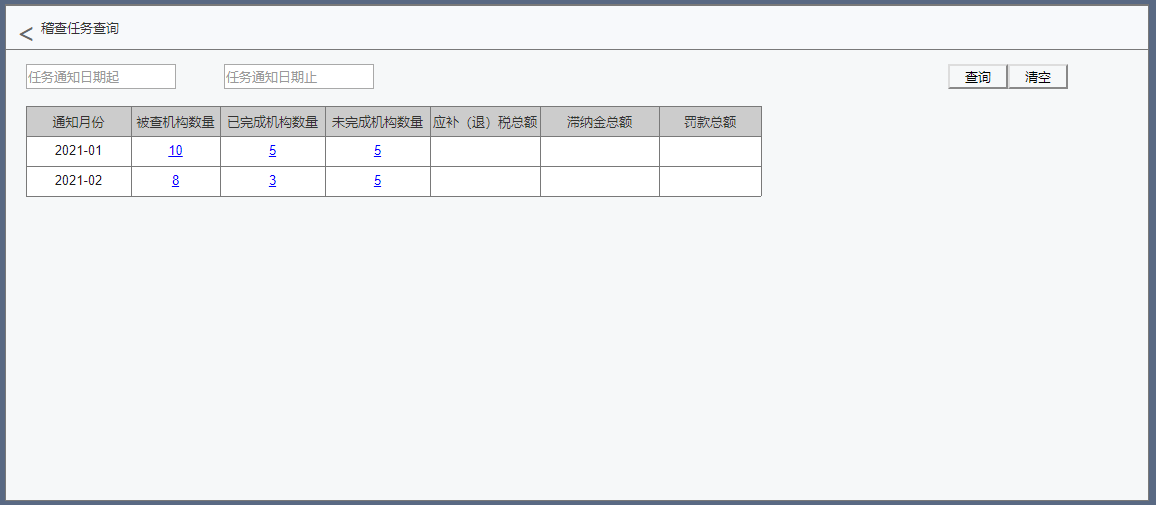 < 稽查任务查询
任务通知日期起 任务通知日期止 查询 清空
通知月份 被查机构数量 已完成机构数量 未完成机构数量 应补（退）税总额 滞纳金总额 罚款总额
2021-01 10 5 5
2021-02 8 3 5